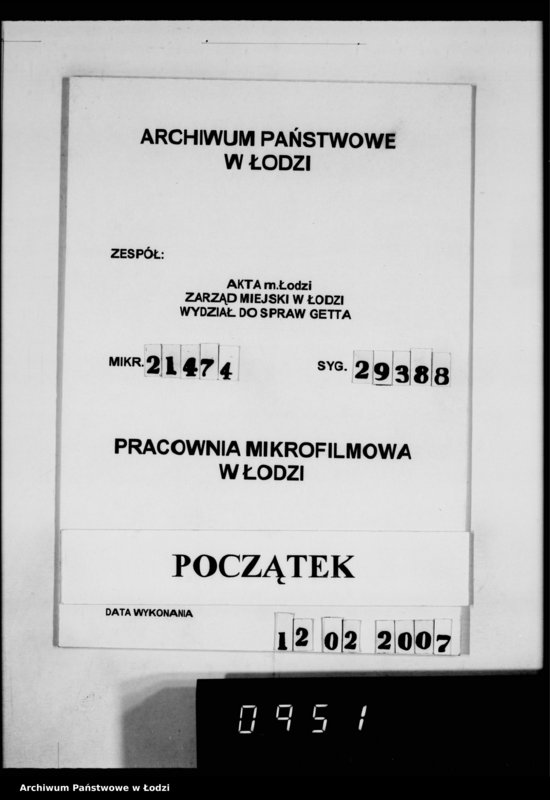 ARCHIWUM PAŃSTWOWE
W ŁODZI
ZESPÓŁ:
AKTA m.Łodzi
ZARZĄD MIEJSKI W ŁODZI
WYDZIAŁ DO SPRAW GETTA
MIKR. 21474 SYG. 29388
PRACOWNIA MIKROFILMOWA
W ŁODZI
POCZĄTEK
DATA WYKONANIA
12 02 2007
0951
Archiwum Państwowe w Łodzi